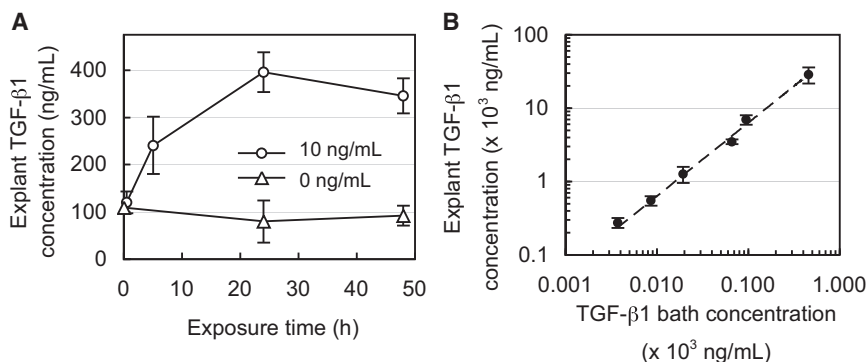 A
Explant TGF-β1
concentration (ng/mL)
400
300
200
100
0
10 ng/mL
0 ng/mL
0 10 20 30 40 50
Exposure time (h)
B
Explant TGF-β1
concentration (x 10³ ng/mL)
100
10
1
0.1
0.001 0.010 0.100 1.000
TGF-β1 bath concentration
(x 10³ ng/mL)